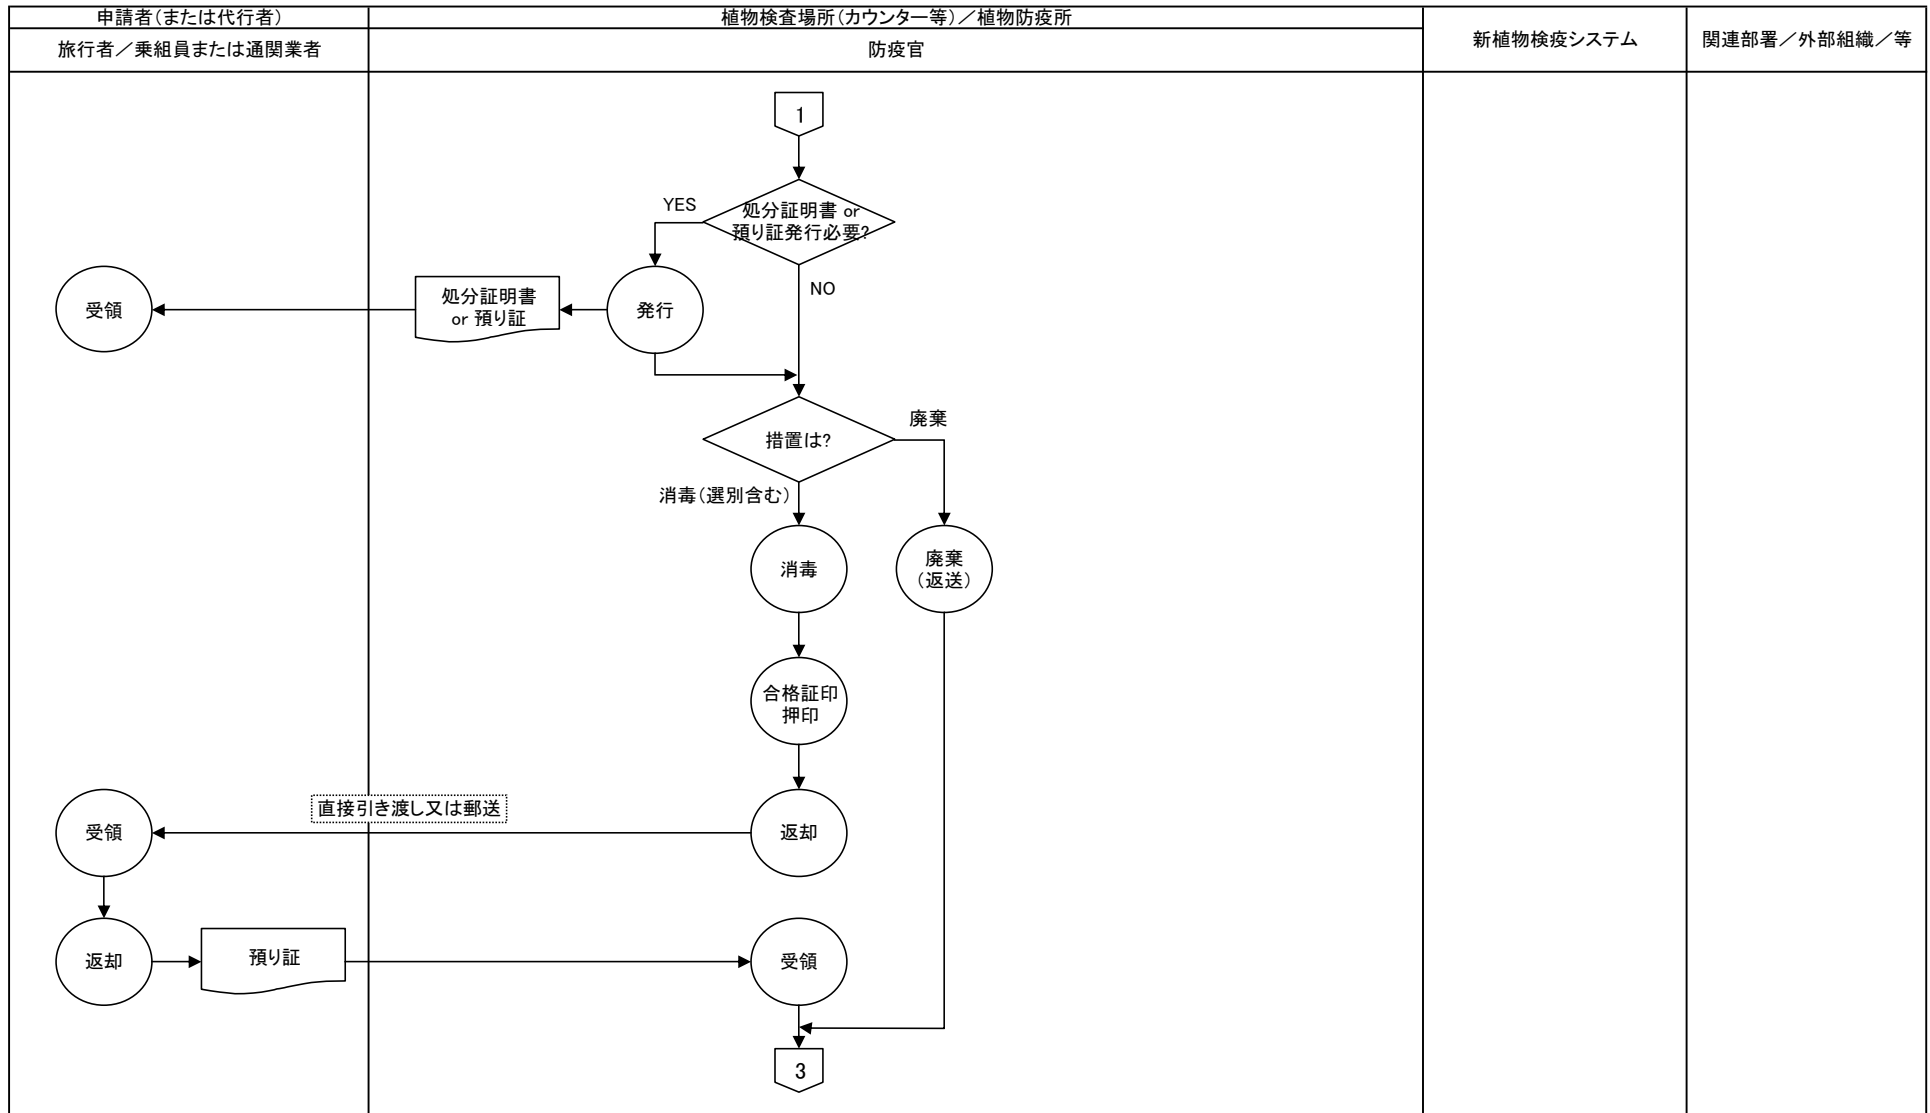 申請者(または代行者)
植物検査場所(カウンター等)／植物防疫所
新植物検疫システム
関連部署／外部組織／等
旅行者／乗組員または通関業者
防疫官
1
YES
処分証明書 or
預り証発行必要?
NO
受領
処分証明書
or 預り証
発行
措置は?
廃棄
消毒(選別含む)
消毒
廃棄
(返送)
合格証印
押印
直接引き渡し又は郵送
受領
返却
返却
預り証
受領
3